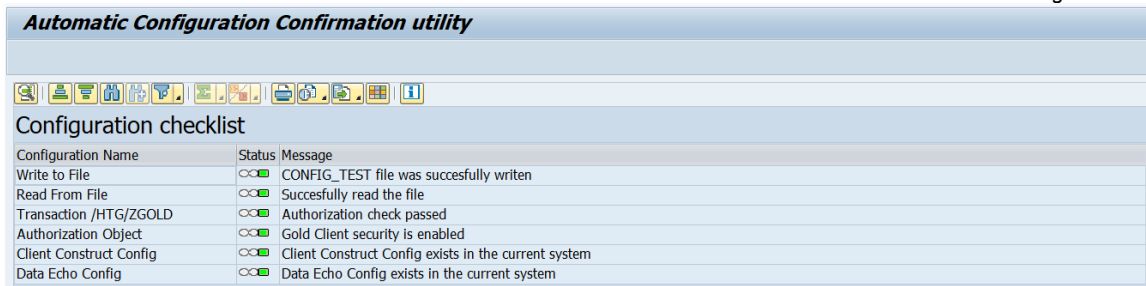 Automatic Configuration Confirmation utility
Configuration checklist
Configuration Name Status Message
Write to File CONFIG_TEST file was succesfully writen
Read From File Succesfully read the file
Transaction /HTG/ZGOLD Authorization check passed
Authorization Object Gold Client security is enabled
Client Construct Config Client Construct Config exists in the current system
Data Echo Config Data Echo Config exists in the current system